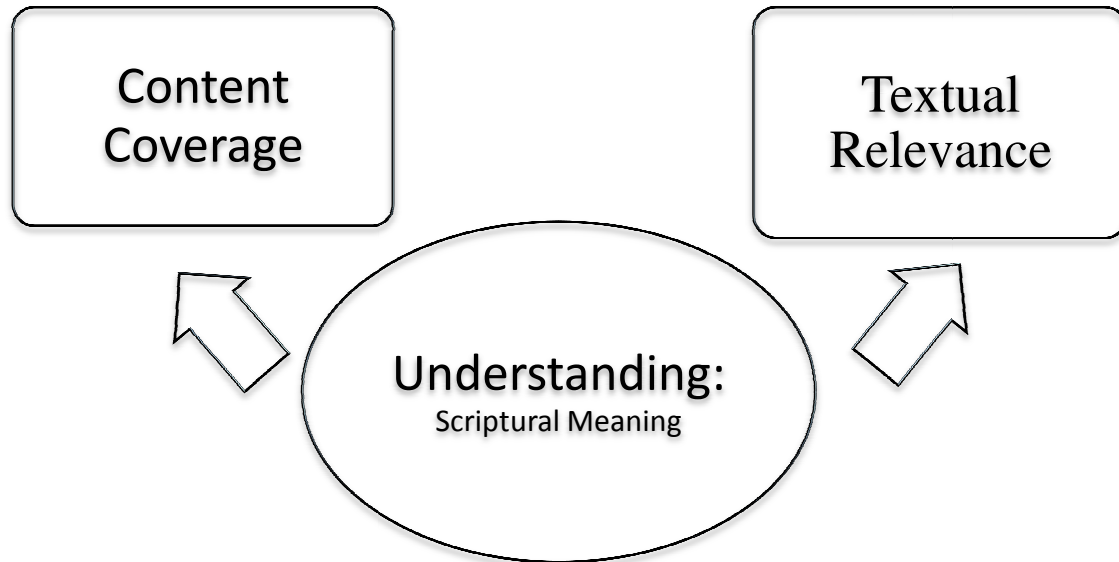 Content
Coverage
Textual
Relevance
Understanding:
Scriptural Meaning